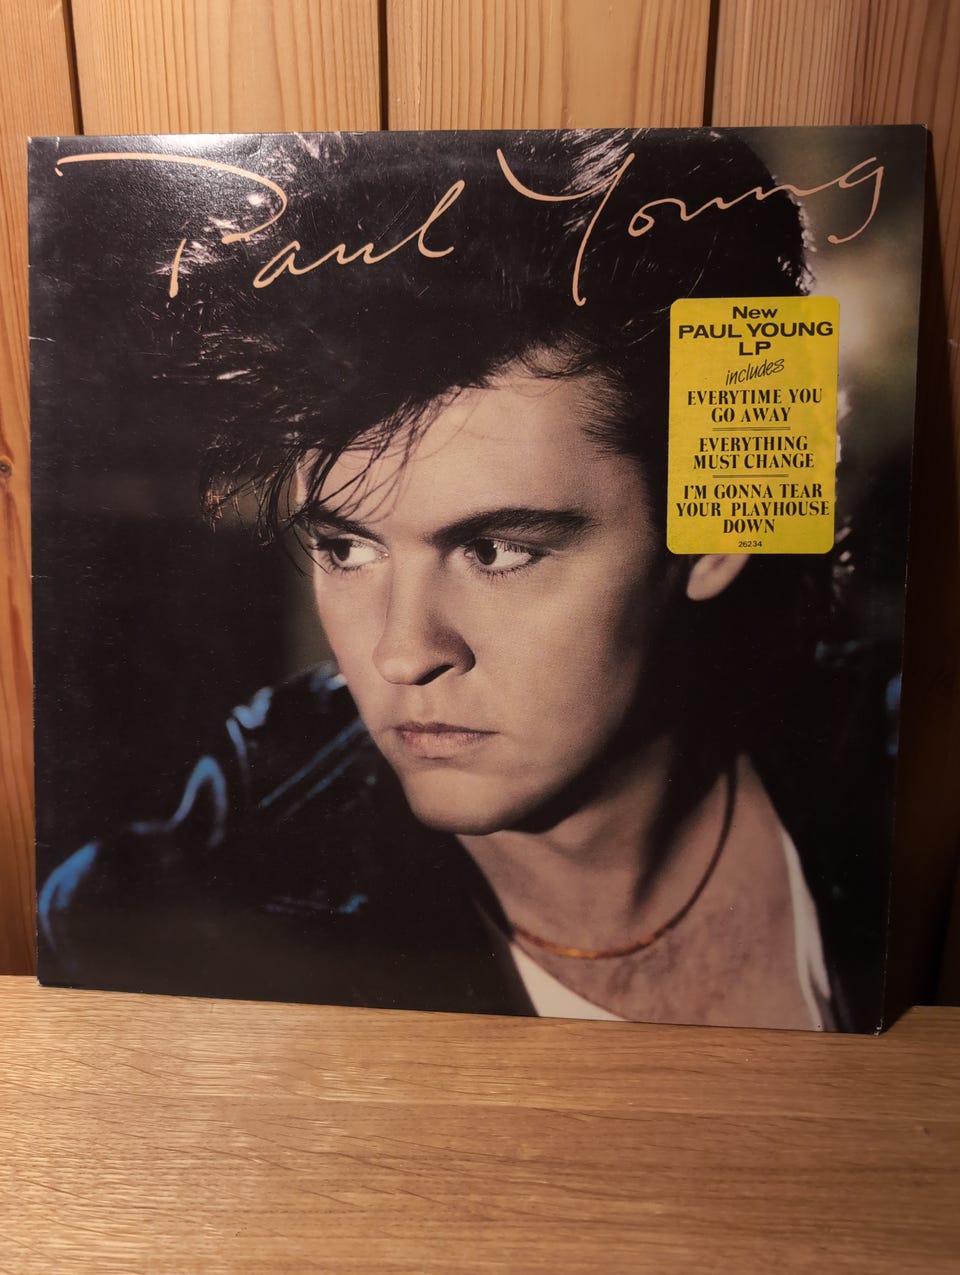 Paul Young
New
PAUL YOUNG
LP
includes
EVERYTIME YOU
GO AWAY
EVERYTHING
MUST CHANGE
I'M GONNA TEAR
YOUR PLAYHOUSE
DOWN
26234